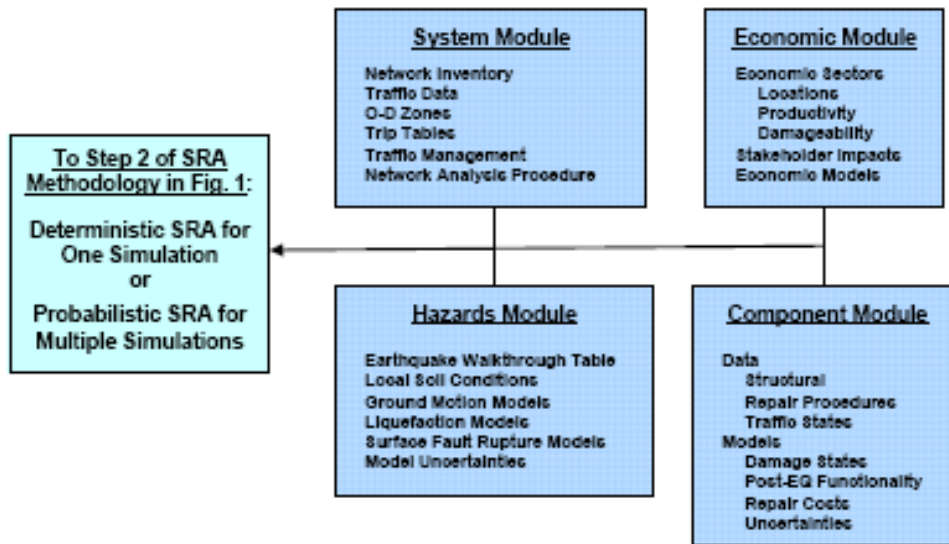 System Module
Network Inventory
Traffic Data
O-D Zones
Trip Tables
Traffic Management
Network Analysis Procedure
Economic Module
Economic Sectors
Locations
Productivity
Damageability
Stakeholder Impacts
Economic Models
To Step 2 of SRA
Methodology in Fig. 1:
Deterministic SRA for
One Simulation
or
Probabilistic SRA for
Multiple Simulations
Hazards Module
Earthquake Walkthrough Table
Local Soil Conditions
Ground Motion Models
Liquefaction Models
Surface Fault Rupture Models
Model Uncertainties
Component Module
Data
Structural
Repair Procedures
Traffic States
Models
Damage States
Post-EQ Functionality
Repair Costs
Uncertainties